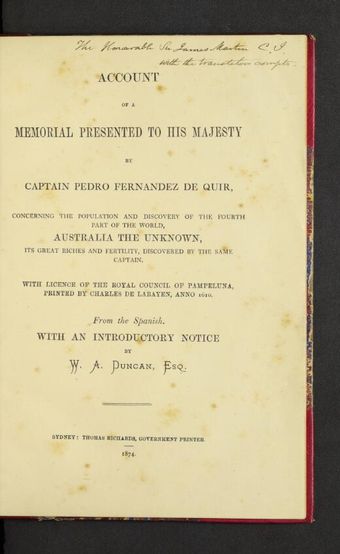 The Honorable Sir James Martin C.J.
with the translators compts.
ACCOUNT
OF A
MEMORIAL PRESENTED TO HIS MAJESTY
BY
CAPTAIN PEDRO FERNANDEZ DE QUIR,
CONCERNING THE POPULATION AND DISCOVERY OF THE FOURTH
PART OF THE WORLD,
AUSTRALIA THE UNKNOWN,
ITS GREAT RICHES AND FERTILITY, DISCOVERED BY THE SAME
CAPTAIN.
WITH LICENCE OF THE ROYAL COUNCIL OF PAMPELUNA,
PRINTED BY CHARLES DE LABAYEN, ANNO 1610.
From the Spanish.
WITH AN INTRODUCTORY NOTICE
BY
W. A. DUNCAN, ESQ.
SYDNEY: THOMAS RICHARDS, GOVERNMENT PRINTER.
1874.